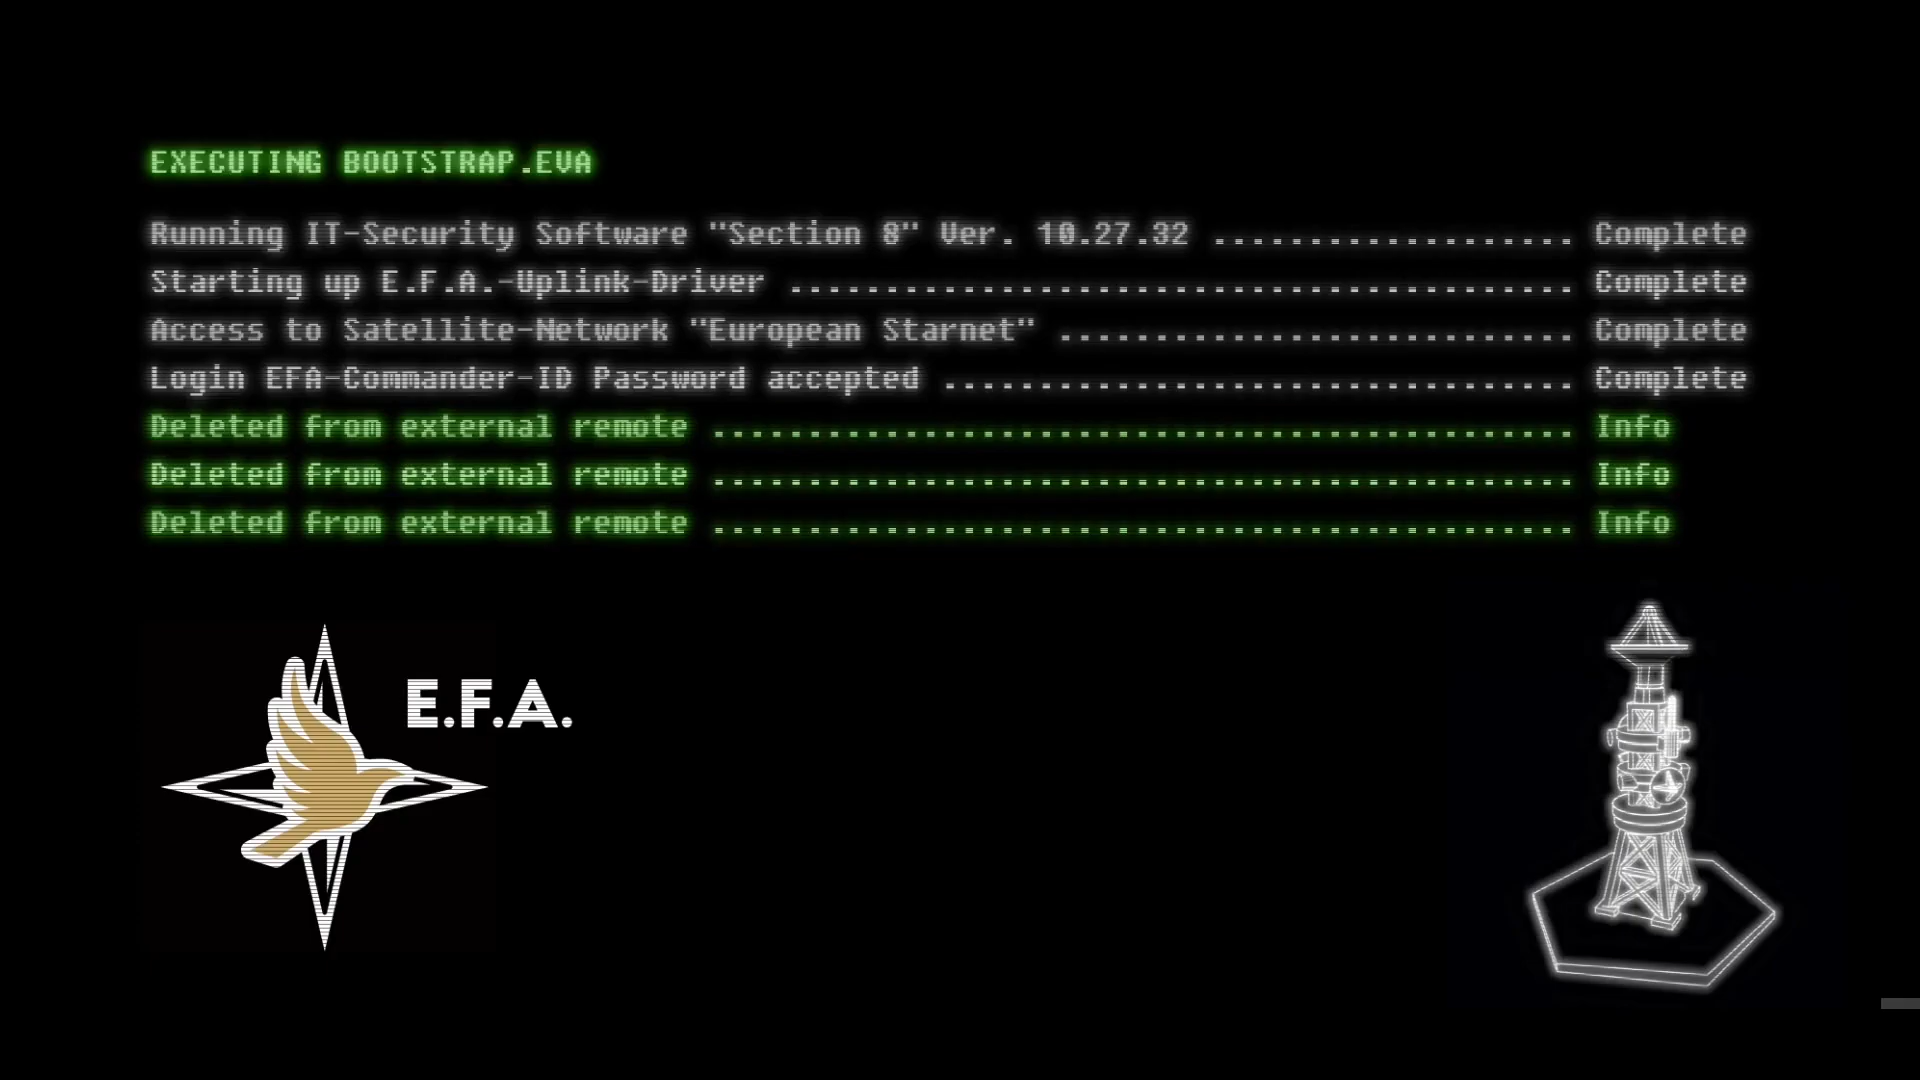 EXECUTING BOOTSTRAP.EVA
Running IT-Security Software "Section 8" Ver. 10.27.32 ................... Complete
Starting up E.F.A.-Uplink-Driver ......................................... Complete
Access to Satellite-Network "European Starnet" ........................... Complete
Login EFA-Commander-ID Password accepted ................................. Complete
Deleted from external remote ............................................. Info
Deleted from external remote ............................................. Info
Deleted from external remote ............................................. Info
E.F.A.